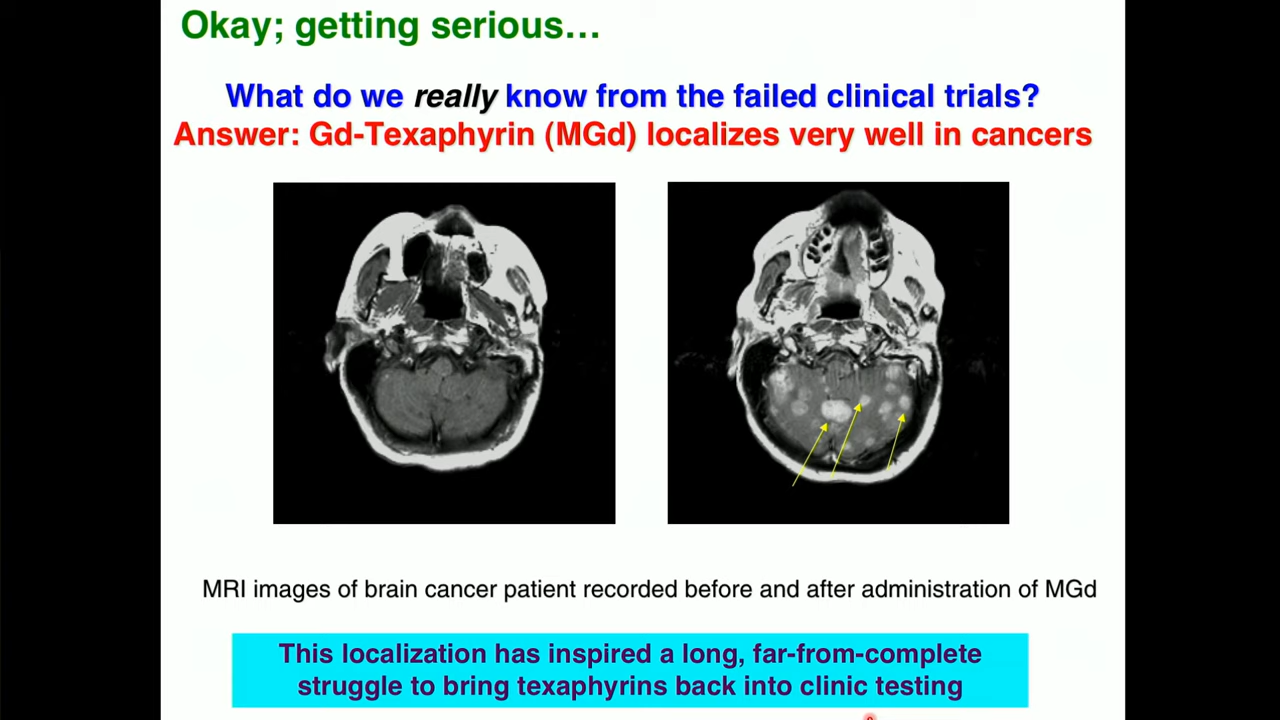 Okay; getting serious…
What do we really know from the failed clinical trials?
Answer: Gd-Texaphyrin (MGd) localizes very well in cancers
MRI images of brain cancer patient recorded before and after administration of MGd
This localization has inspired a long, far-from-complete
struggle to bring texaphyrins back into clinic testing